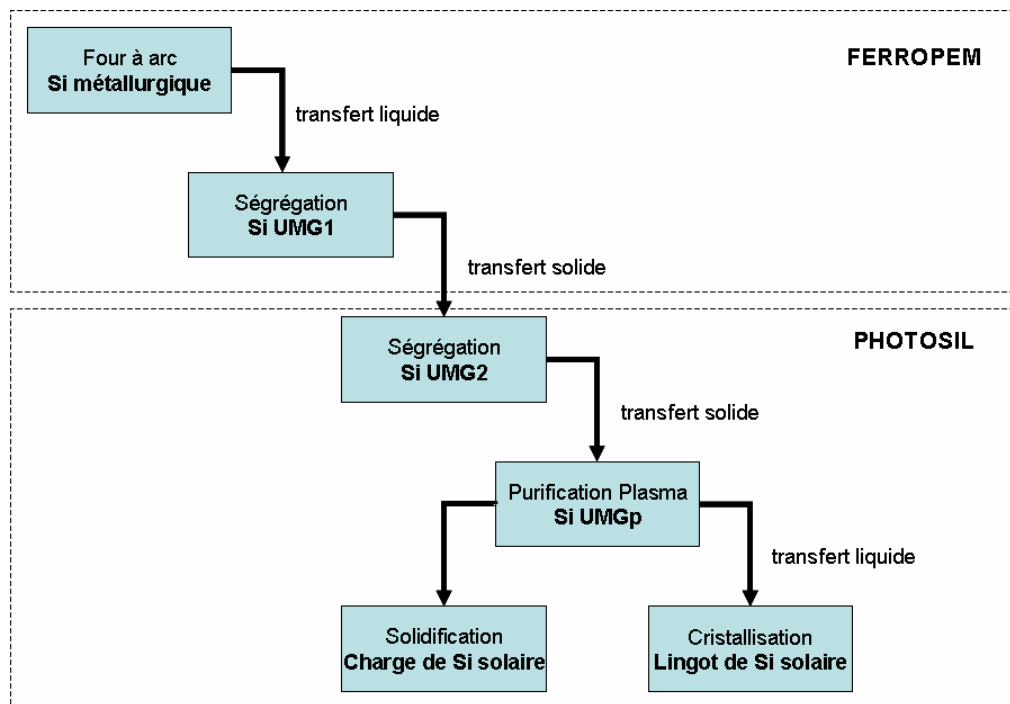 FERROPEM
Four à arc
Si métallurgique
transfert liquide
Ségrégation
Si UMG1
transfert solide
PHOTOSIL
Ségrégation
Si UMG2
transfert solide
Purification Plasma
Si UMGp
transfert liquide
Solidification
Charge de Si solaire
Cristallisation
Lingot de Si solaire